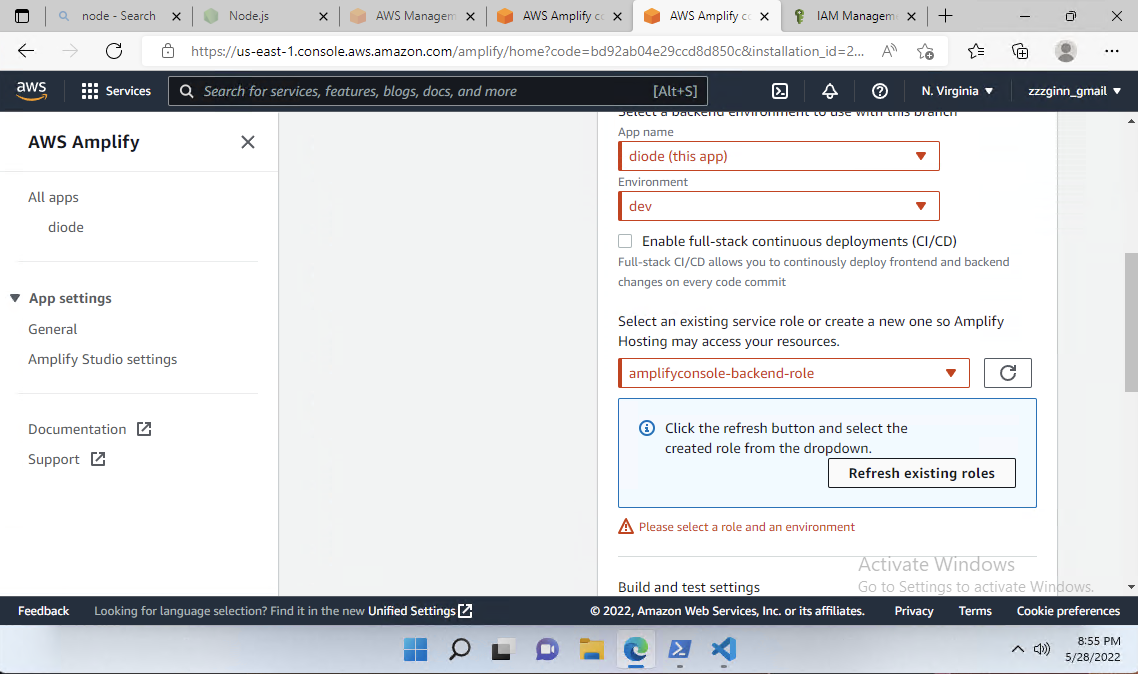 node - Search
Node.js
AWS Managem
AWS Amplify co
AWS Amplify co
IAM Managem
https://us-east-1.console.aws.amazon.com/amplify/home?code=bd92ab04e29ccd8d850c&installation_id=2...
aws
Services
Search for services, features, blogs, docs, and more
[Alt+S]
N. Virginia
zzzginn_gmail
AWS Amplify
All apps
diode
App settings
General
Amplify Studio settings
Documentation
Support
Select a backend environment to use with this branch
App name
diode (this app)
Environment
dev
Enable full-stack continuous deployments (CI/CD)
Full-stack CI/CD allows you to continously deploy frontend and backend
changes on every code commit
Select an existing service role or create a new one so Amplify
Hosting may access your resources.
amplifyconsole-backend-role
Click the refresh button and select the
created role from the dropdown.
Refresh existing roles
Please select a role and an environment
Build and test settings
Activate Windows
Go to Settings to activate Windows.
Feedback
Looking for language selection? Find it in the new Unified Settings
© 2022, Amazon Web Services, Inc. or its affiliates.
Privacy
Terms
Cookie preferences
8:55 PM
5/28/2022